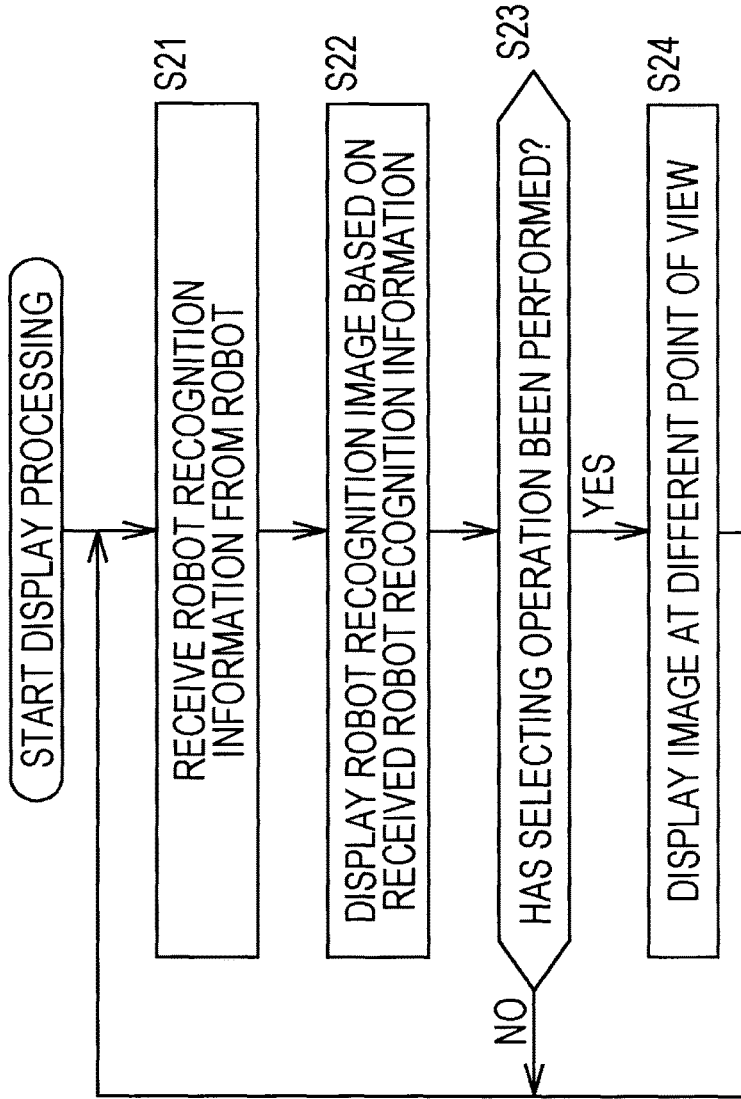 START DISPLAY PROCESSING
S21
RECEIVE ROBOT RECOGNITION
INFORMATION FROM ROBOT
S22
DISPLAY ROBOT RECOGNITION IMAGE BASED ON
RECEIVED ROBOT RECOGNITION INFORMATION
S23
HAS SELECTING OPERATION BEEN PERFORMED?
NO
YES
S24
DISPLAY IMAGE AT DIFFERENT POINT OF VIEW